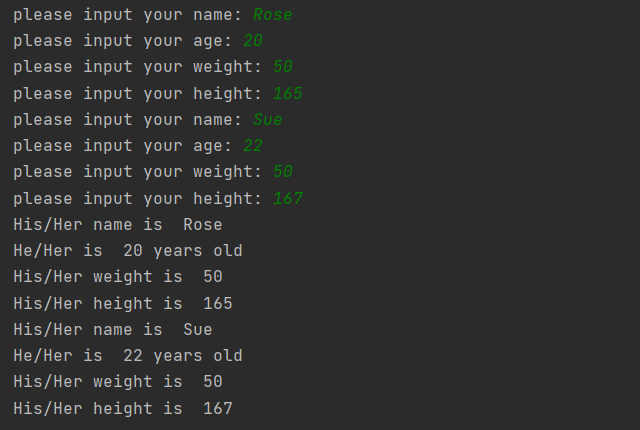 please input your name: Rose
please input your age: 20
please input your weight: 50
please input your height: 165
please input your name: Sue
please input your age: 22
please input your weight: 50
please input your height: 167
His/Her name is  Rose
He/Her is  20 years old
His/Her weight is  50
His/Her height is  165
His/Her name is  Sue
He/Her is  22 years old
His/Her weight is  50
His/Her height is  167